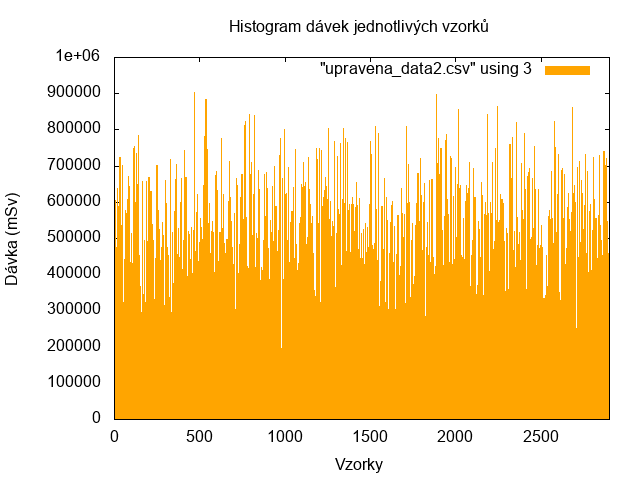 Histogram dávek jednotlivých vzorků
"upravena_data2.csv" using 3
1e+06
900000
800000
700000
600000
500000
400000
300000
200000
100000
0
Dávka (mSv)
0 500 1000 1500 2000 2500
Vzorky